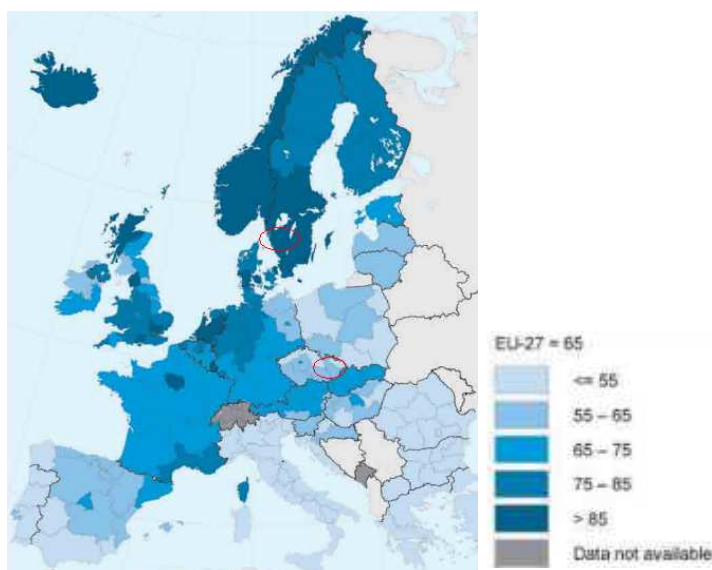 EU-27 = 65
<= 55
55 – 65
65 – 75
75 – 85
> 85
Data not available